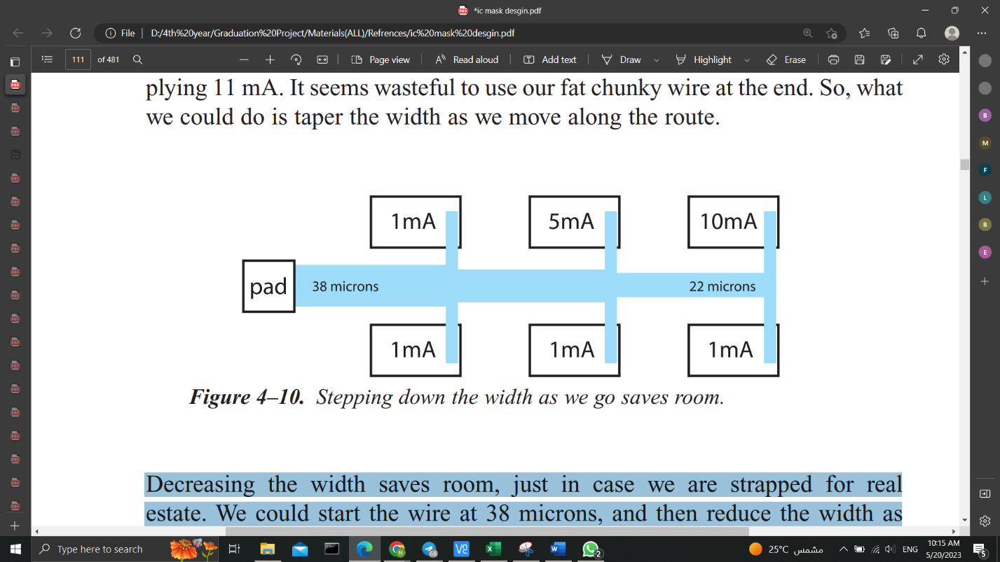 *ic mask desgin.pdf
File | D:/4th%20year/Graduation%20Project/Materials(ALL)/Refrences/ic%20mask%20desgin.pdf
111 of 481 Page view Read aloud Add text Draw Highlight Erase
plying 11 mA. It seems wasteful to use our fat chunky wire at the end. So, what
we could do is taper the width as we move along the route.
1mA 5mA 10mA
pad 38 microns 22 microns
1mA 1mA 1mA
Figure 4–10. Stepping down the width as we go saves room.
Decreasing the width saves room, just in case we are strapped for real
estate. We could start the wire at 38 microns, and then reduce the width as
B
M
F
L
B
E
Type here to search
68
2
25°C مشمس
ENG
10:15 AM
5/20/2023
5